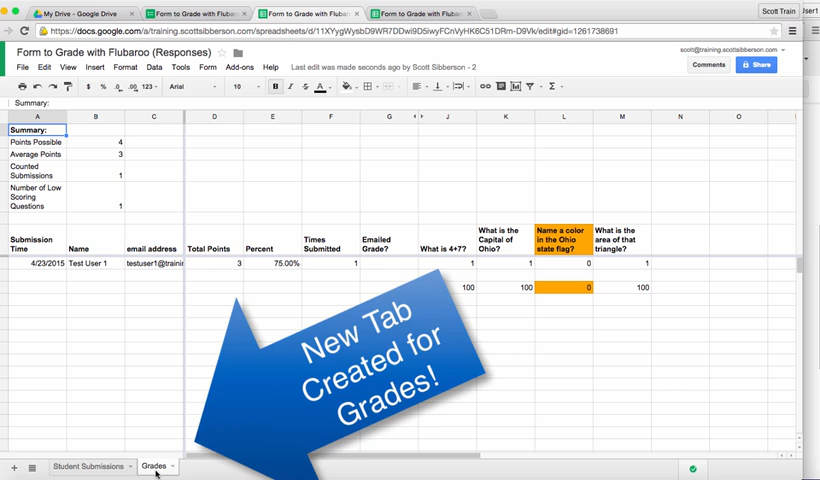 My Drive - Google Drive
Form to Grade with Flubaroo
Form to Grade with Flubaroo
Form to Grade with Flubaroo
Scott Train
User1
https://docs.google.com/a/training.scottsibberson.com/spreadsheets/d/11XYgWysbD9WR7DDwi9D5iwyFCnVyHK6C51DRm-D9Vk/edit#gid=1261738691
Form to Grade with Flubaroo (Responses)
scott@training.scottsibberson.com
File Edit View Insert Format Data Tools Form Add-ons Help
Last edit was made seconds ago by Scott Sibberson - 2
Comments
Share
$ % .0 .00 123
Arial
10
B I S A
Summary:
A B C D E F G J K L M N O
Summary:
Points Possible 4
Average Points 3
Counted
Submissions 1
Number of Low
Scoring
Questions 1
Submission
Time
Name
email address
Total Points
Percent
Times
Submitted
Emailed
Grade?
What is 4+7?
What is the
Capital of
Ohio?
Name a color
in the Ohio
state flag?
What is the
area of that
triangle?
4/23/2015 Test User 1 testuser1@trainin 3 75.00% 1 1 1 0 1
100 100 0 100
New Tab
Created for
Grades!
Student Submissions
Grades